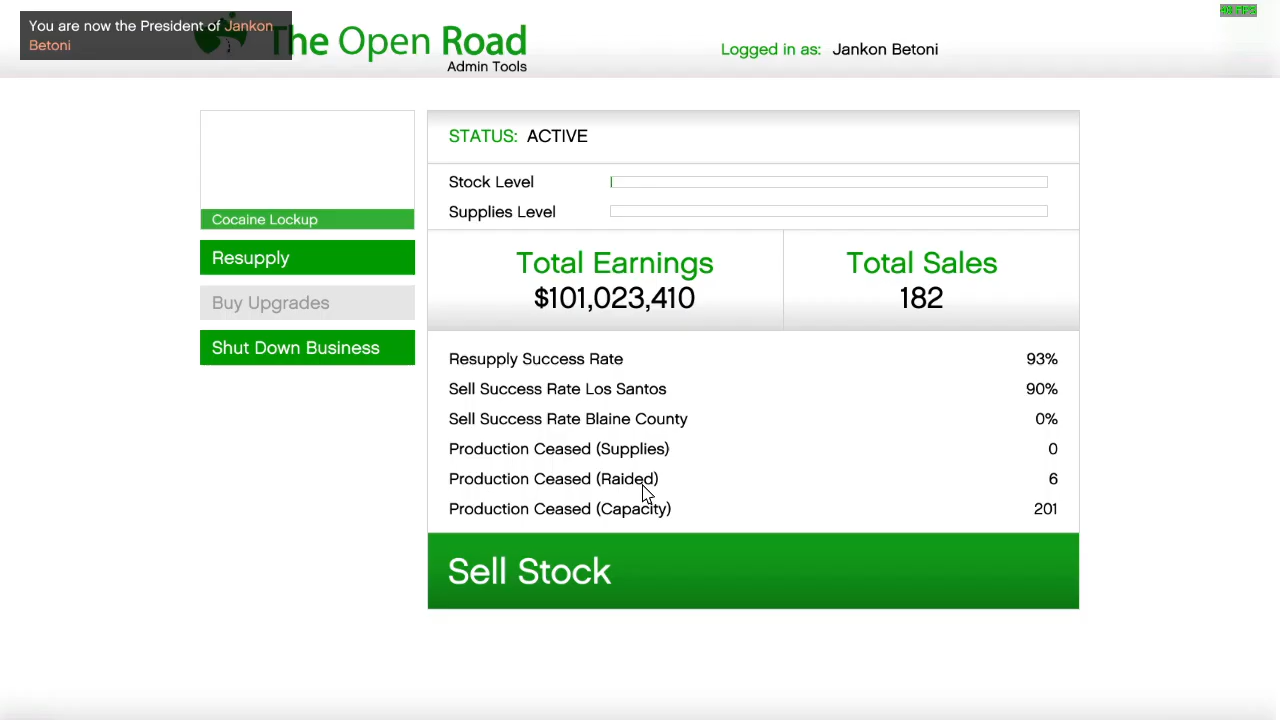 You are now the President of Jankon
Betoni
The Open Road
Admin Tools
Logged in as: Jankon Betoni
STATUS: ACTIVE
Stock Level
Supplies Level
Cocaine Lockup
Resupply
Buy Upgrades
Shut Down Business
Total Earnings
$101,023,410
Total Sales
182
Resupply Success Rate 93%
Sell Success Rate Los Santos 90%
Sell Success Rate Blaine County 0%
Production Ceased (Supplies) 0
Production Ceased (Raided) 6
Production Ceased (Capacity) 201
Sell Stock